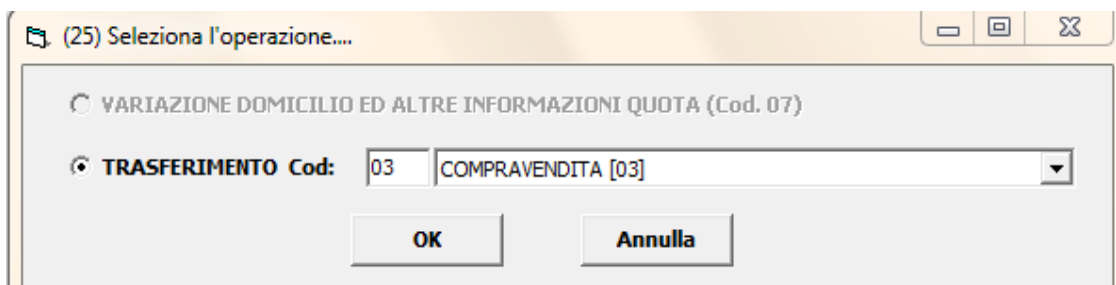 (25) Seleziona l'operazione....
VARIAZIONE DOMICILIO ED ALTRE INFORMAZIONI QUOTA (Cod. 07)
TRASFERIMENTO Cod: 03 COMPRAVENDITA [03]
OK Annulla